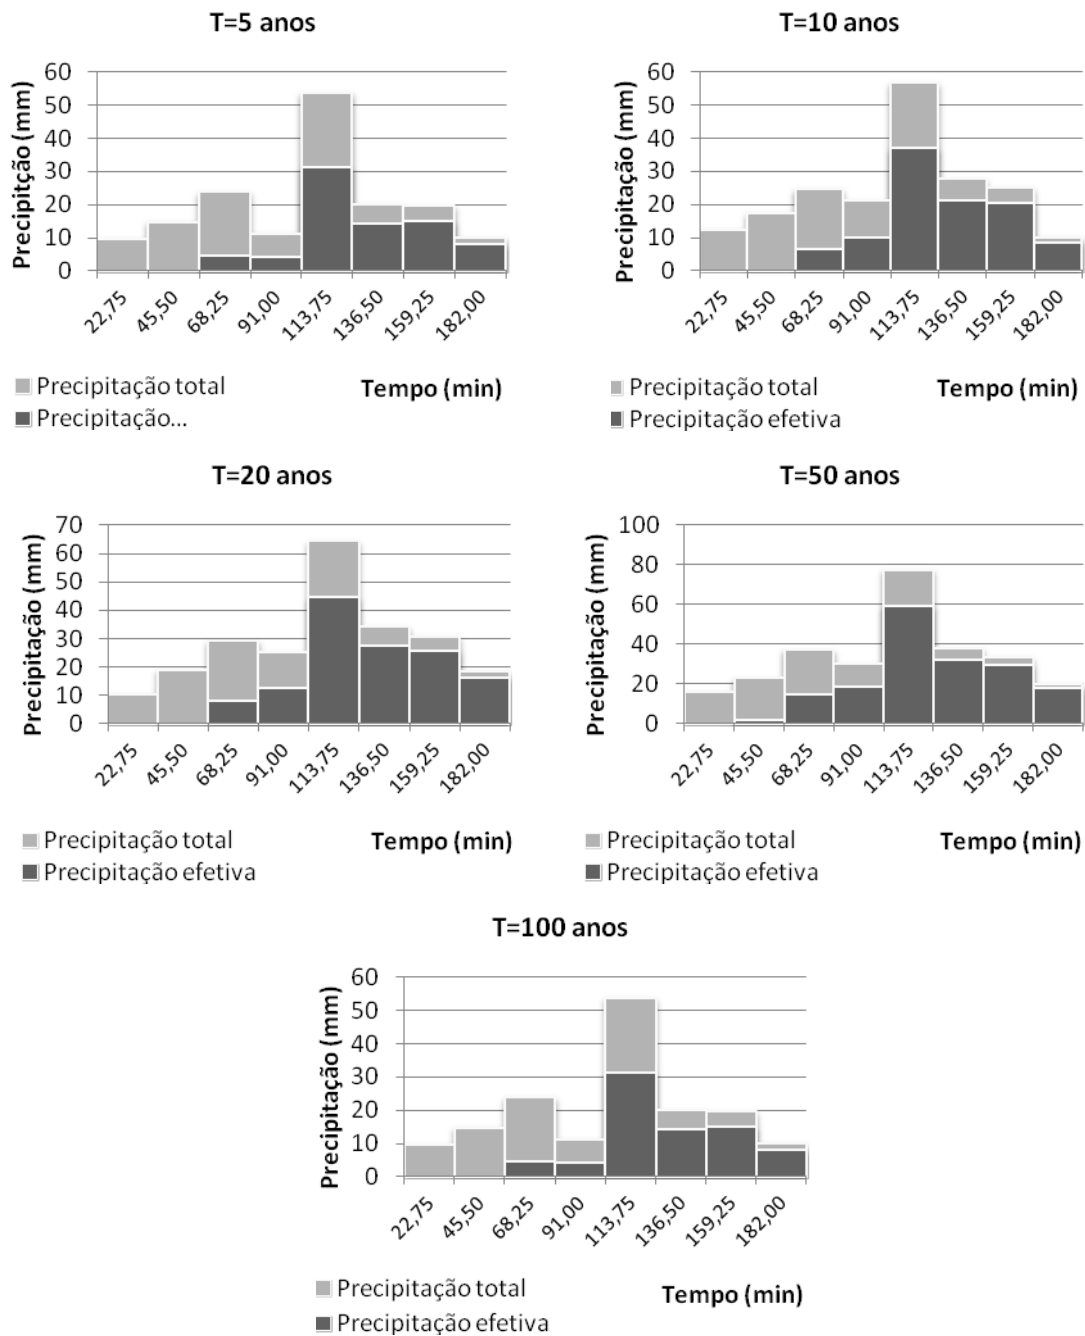 T=5 anos
Precipitção (mm)
60
50
40
30
20
10
0
22,75 45,50 68,25 91,00 113,75 136,50 159,25 182,00
Precipitação total
Tempo (min)
Precipitação...
T=10 anos
Precipitação (mm)
60
50
40
30
20
10
0
22,75 45,50 68,25 91,00 113,75 136,50 159,25 182,00
Precipitação total
Tempo (min)
Precipitação efetiva
T=20 anos
Precipitação (mm)
70
60
50
40
30
20
10
0
22,75 45,50 68,25 91,00 113,75 136,50 159,25 182,00
Precipitação total
Tempo (min)
Precipitação efetiva
T=50 anos
Precipitação (mm)
100
80
60
40
20
0
22,75 45,50 68,25 91,00 113,75 136,50 159,25 182,00
Precipitação total
Tempo (min)
Precipitação efetiva
T=100 anos
Precipitação (mm)
60
50
40
30
20
10
0
22,75 45,50 68,25 91,00 113,75 136,50 159,25 182,00
Precipitação total
Tempo (min)
Precipitação efetiva